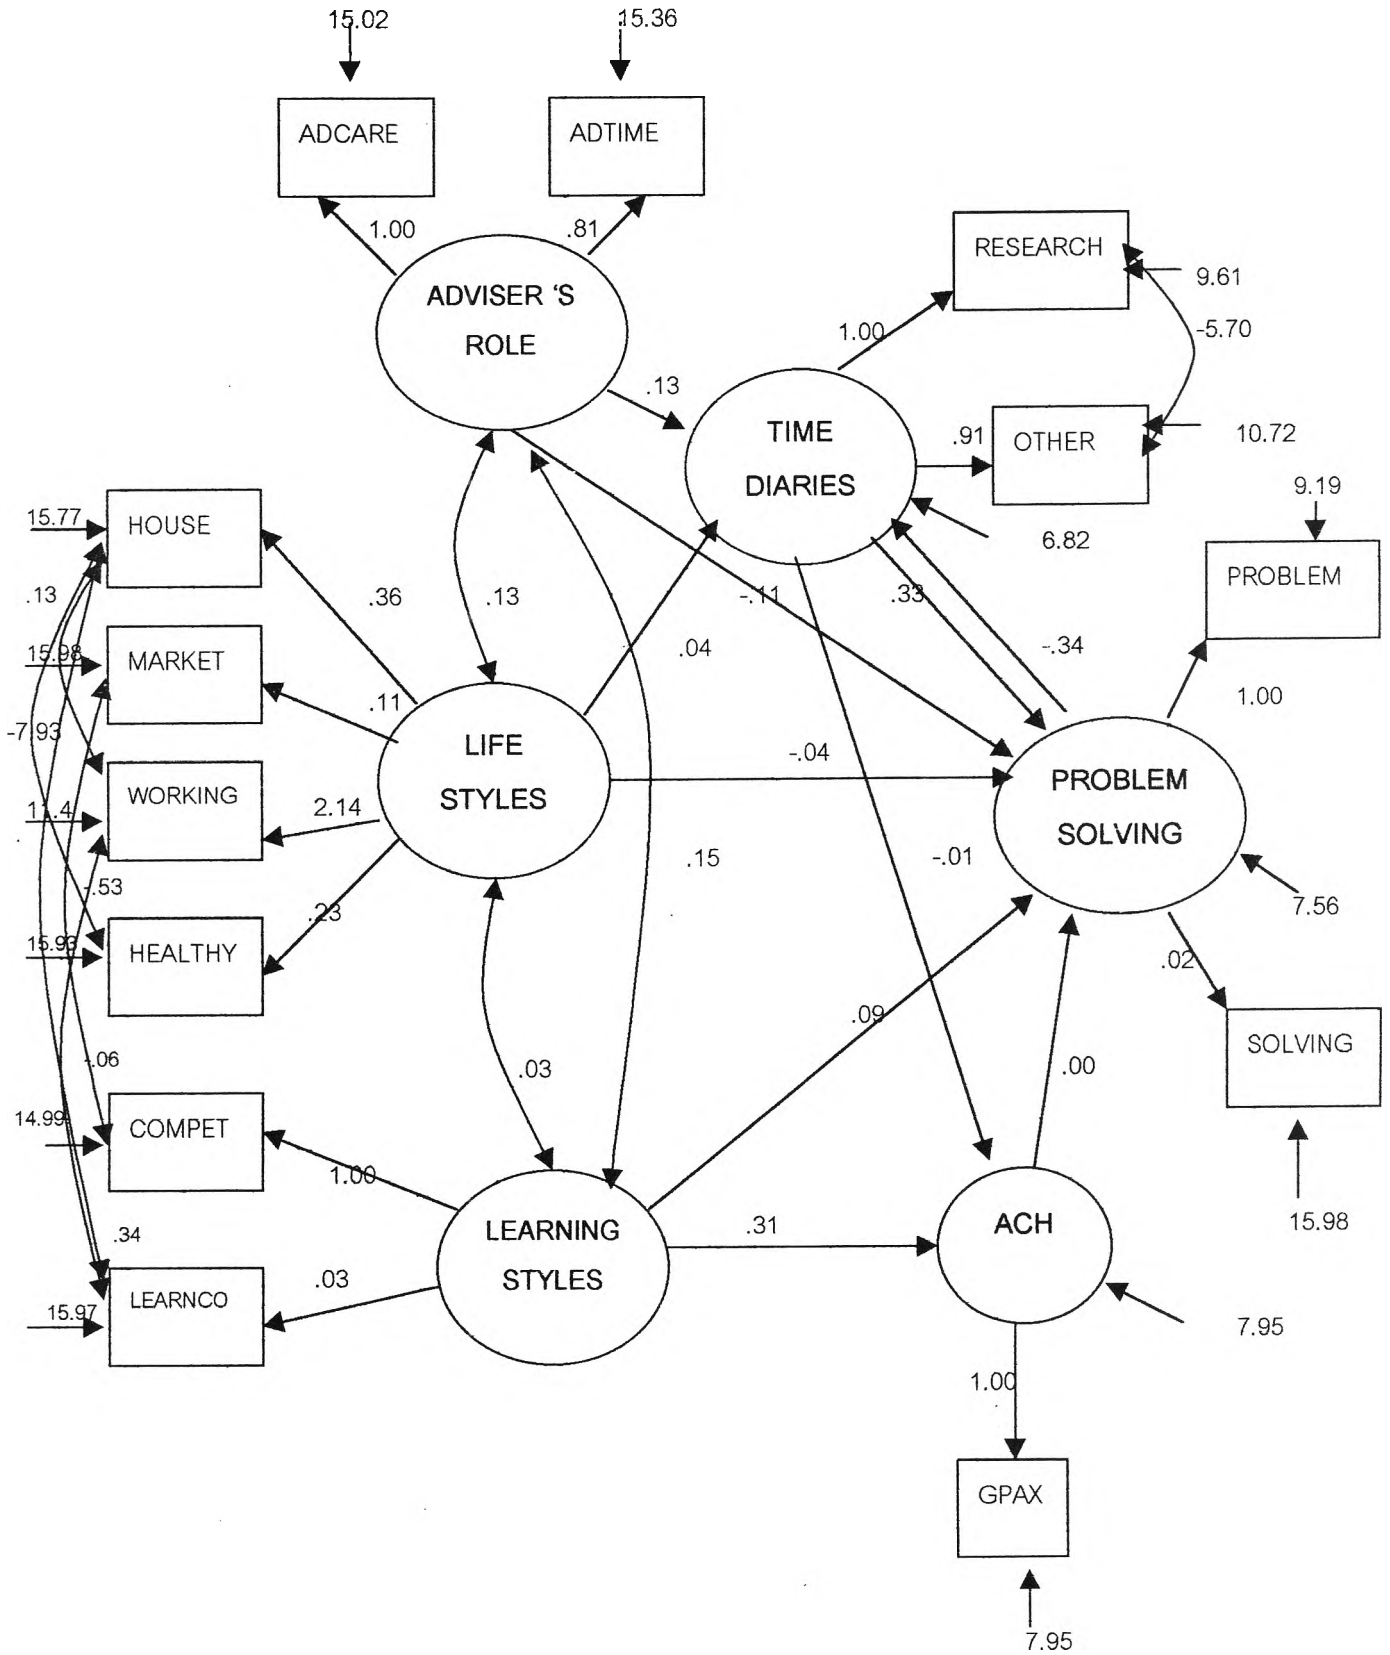 15.02
15.36
ADCARE
ADTIME
1.00
.81
RESEARCH
9.61
ADVISER 'S
ROLE
1.00
-5.70
.13
TIME
DIARIES
.91
OTHER
10.72
9.19
15.77
HOUSE
6.82
PROBLEM
.13
.36
.13
-.11
.33
15.98
MARKET
.04
-.34
1.00
.11
-7.93
LIFE
STYLES
-.04
PROBLEM
SOLVING
11.4
WORKING
2.14
.15
-.01
-.53
.23
7.56
15.93
HEALTHY
.02
.09
SOLVING
-.06
.03
.00
14.99
COMPET
1.00
15.98
.34
LEARNING
STYLES
.31
ACH
15.97
LEARNCO
.03
7.95
1.00
GPAX
7.95